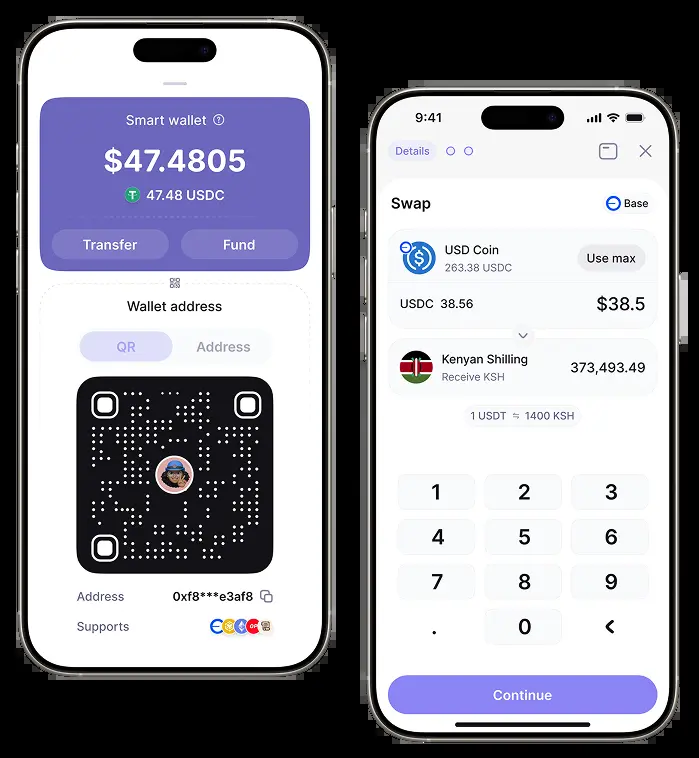 Smart wallet
$47.4805
47.48 USDC
Transfer Fund
Wallet address
QR Address
Address 0xf8***e3af8
Supports
OP
9:41
Details
Swap Base
USD Coin
263.38 USDC
Use max
USDC 38.56 $38.5
Kenyan Shilling
Receive KSH
373,493.49
1 USDT ≒ 1400 KSH
1 2 3
4 5 6
7 8 9
. 0 <
Continue